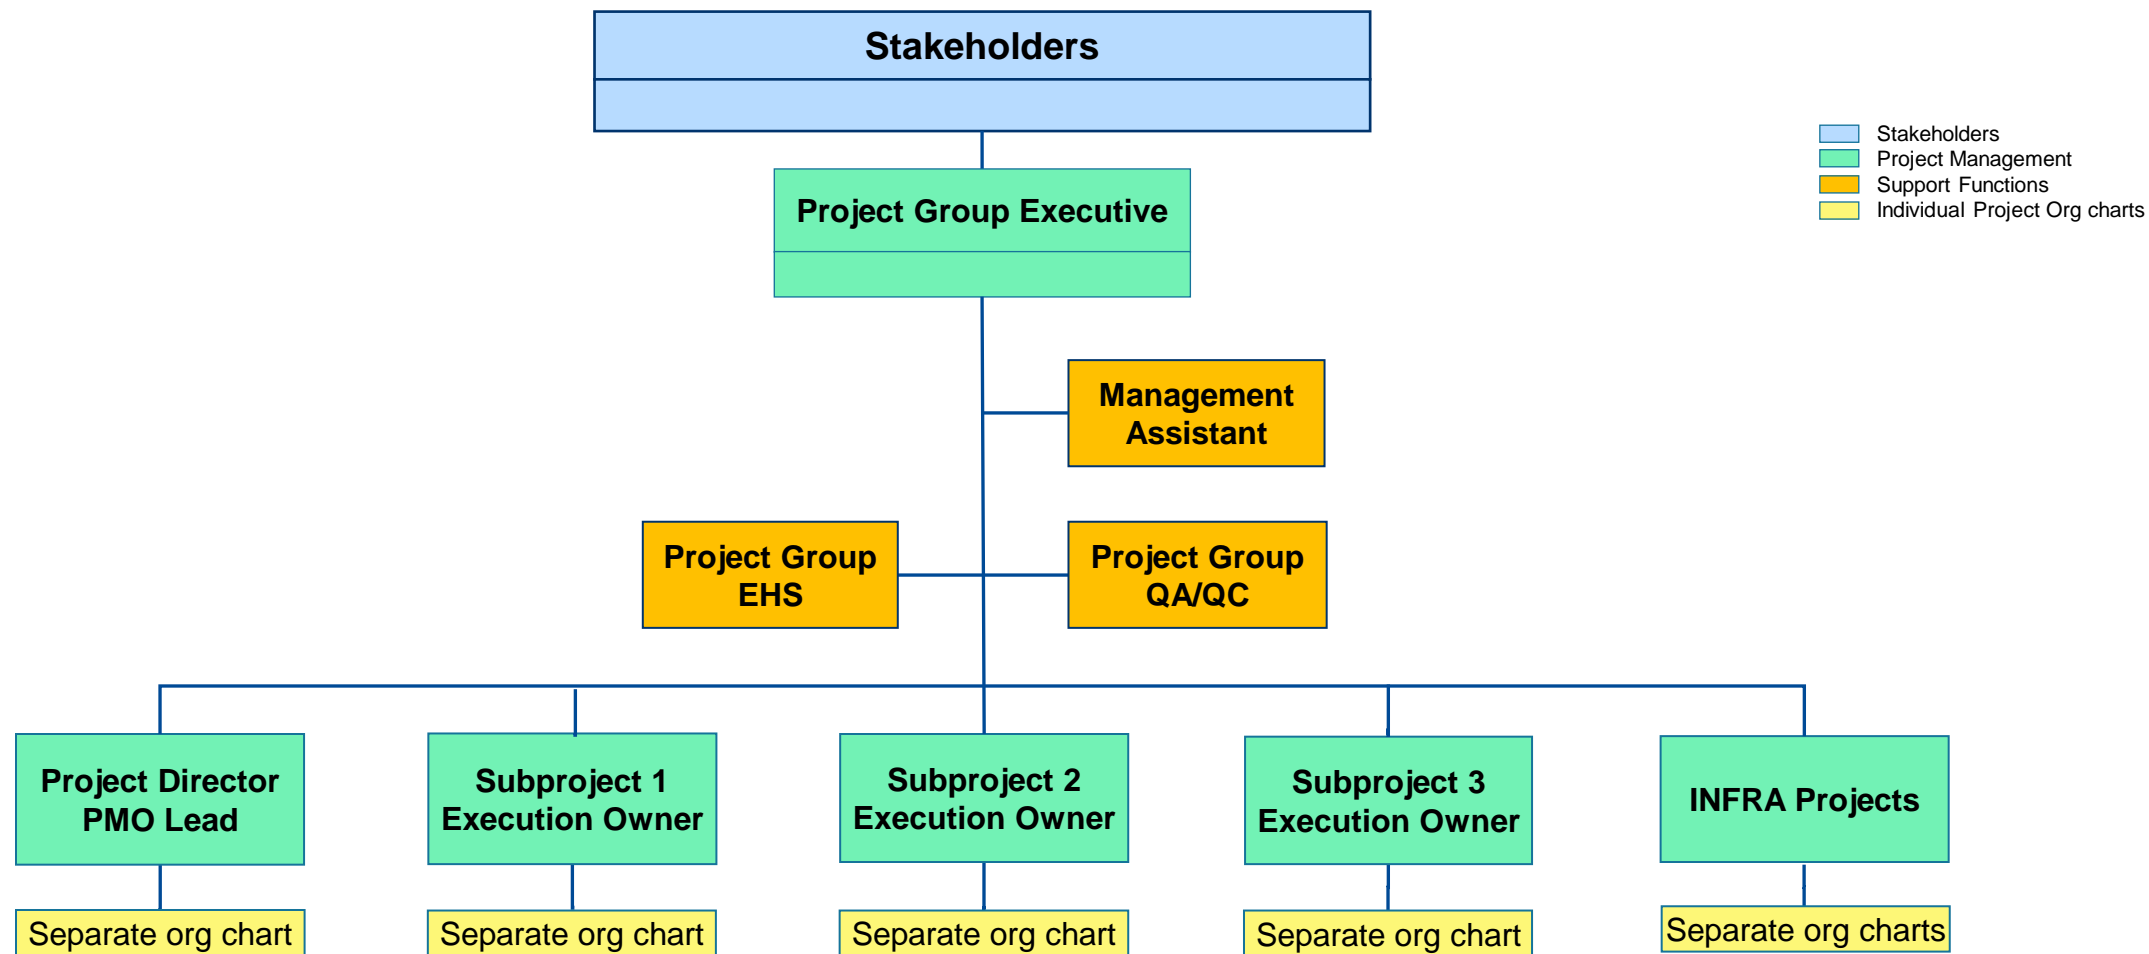 Stakeholders
Stakeholders
Project Management
Support Functions
Individual Project Org charts
Project Group Executive
Management
Assistant
Project Group
EHS
Project Group
QA/QC
Project Director
PMO Lead
Subproject 1
Execution Owner
Subproject 2
Execution Owner
Subproject 3
Execution Owner
INFRA Projects
Separate org chart
Separate org chart
Separate org chart
Separate org chart
Separate org charts